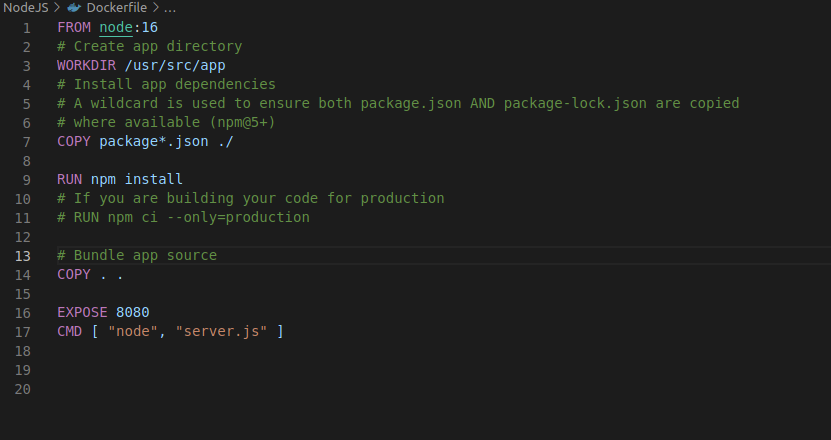 NodeJS > Dockerfile > ...
1 FROM node:16
2 # Create app directory
3 WORKDIR /usr/src/app
4 # Install app dependencies
5 # A wildcard is used to ensure both package.json AND package-lock.json are copied
6 # where available (npm@5+)
7 COPY package*.json ./
8
9 RUN npm install
10 # If you are building your code for production
11 # RUN npm ci --only=production
12
13 # Bundle app source
14 COPY . .
15
16 EXPOSE 8080
17 CMD [ "node", "server.js" ]
18
19
20